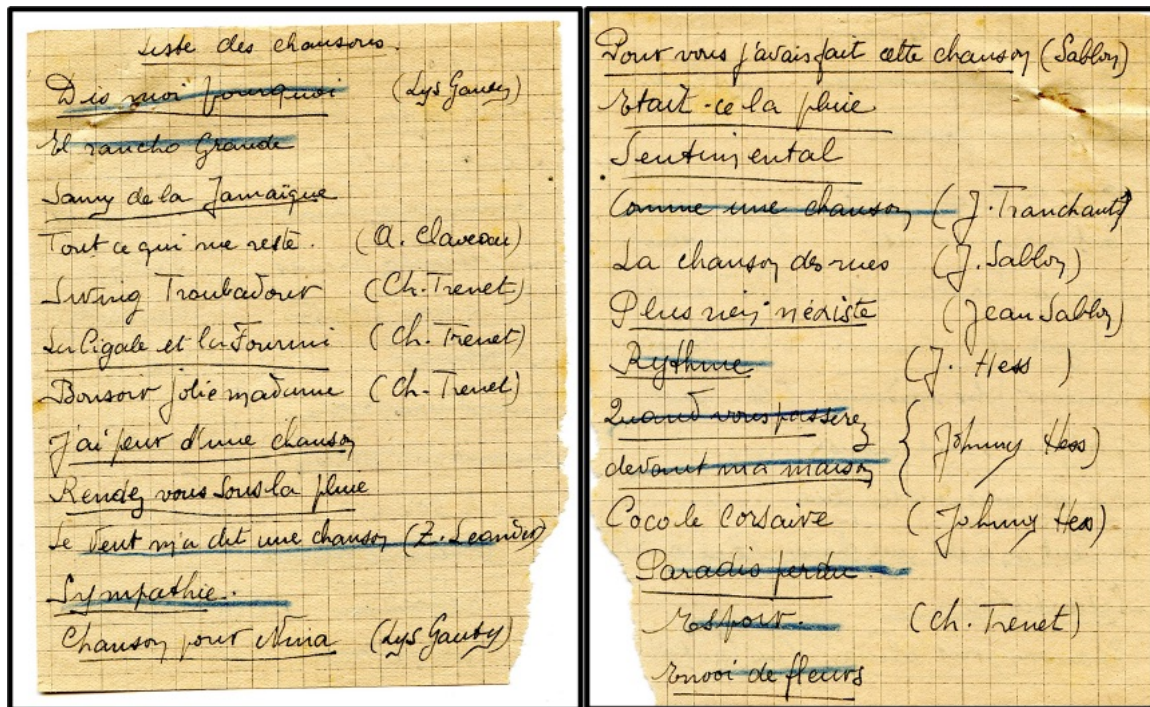 Liste des chansons.
Dis moi pourquoi (Lys Gauty)
El rancho Grande
Samy de la Jamaïque
Tout ce qui me reste. (A. Claveau)
Swing Troubadour (Ch. Trenet)
La Cigale et la Fourmi (Ch. Trenet)
Bonsoir jolie madame (Ch. Trenet)
J'ai peur d'une chanson
Rendez vous sous la pluie
Le Vent m'a dit une chanson (Z. Leander)
Sympathie.
Chanson pour Nina (Lys Gauty)
Pour vous j'avais fait cette chanson (Sablon)
Etait-ce la pluie
Sentimental
Comme une chanson (J. Tranchant)
La chanson des rues (J. Sablon)
Plus rien n'éxiste (Jean Sablon)
Rythme (J. Hess)
Quand vous passerez
devant ma maison { Johnny Hess)
Coco le Corsaire (Johnny Hess)
Paradis perdu.
Espoir. (Ch. Trenet)
Envoi de fleurs